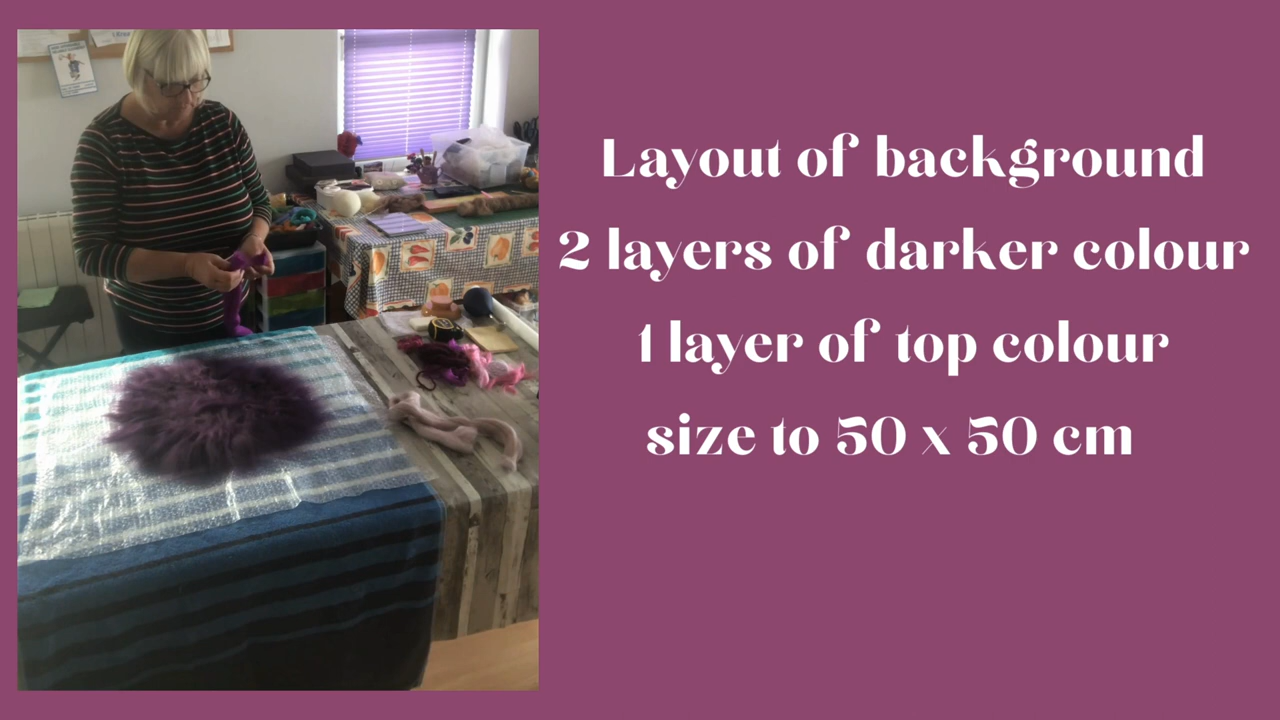 Layout of background
2 layers of darker colour
1 layer of top colour
size to 50 x 50 cm